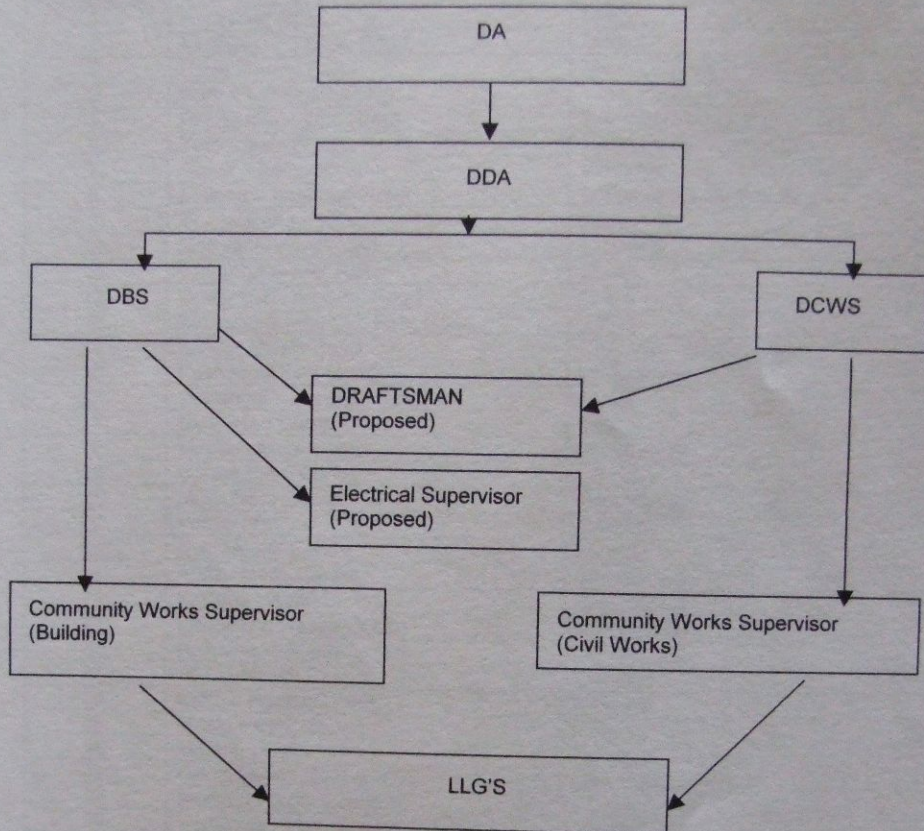 DA
DDA
DBS
DCWS
DRAFTSMAN
(Proposed)
Electrical Supervisor
(Proposed)
Community Works Supervisor
(Building)
Community Works Supervisor
(Civil Works)
LLG'S